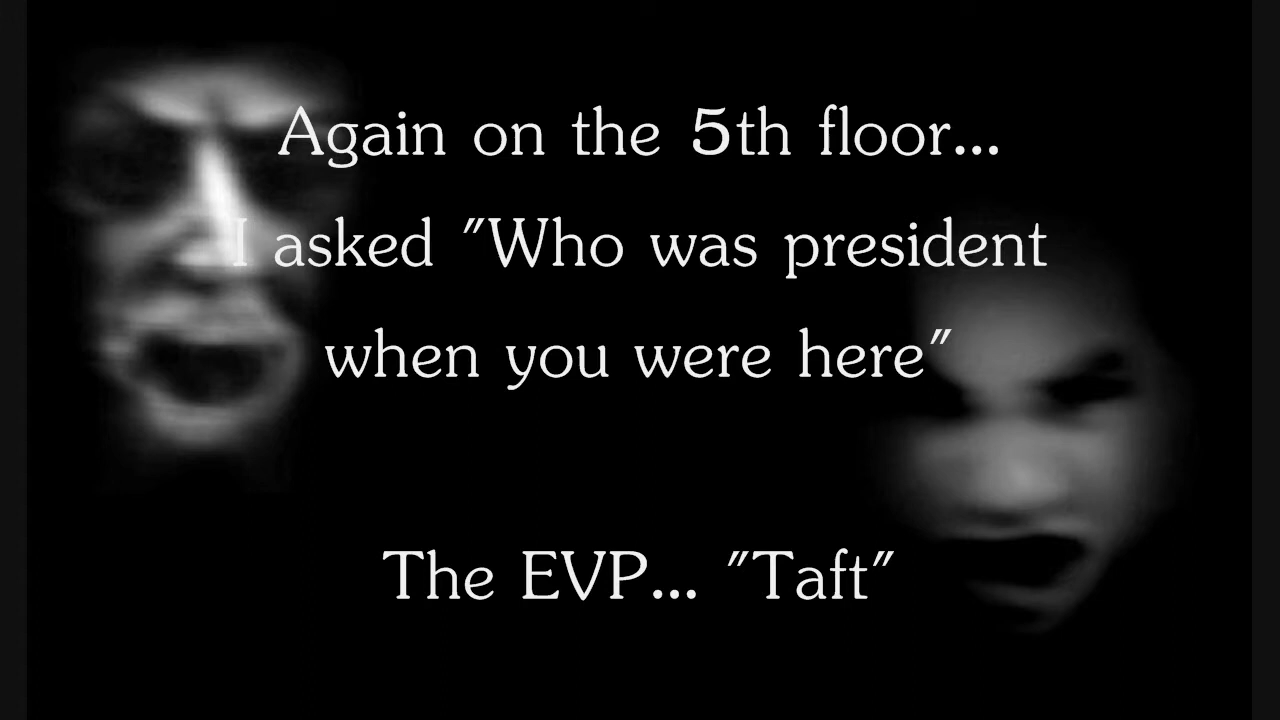 Again on the 5th floor...
I asked "Who was president
when you were here"
The EVP... "Taft"